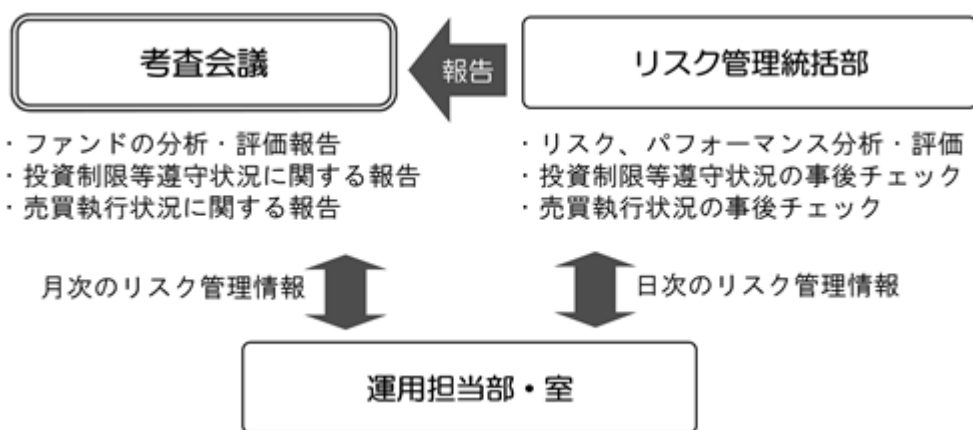 考査会議
報告
リスク管理統括部
・ファンドの分析・評価報告
・投資制限等遵守状況に関する報告
・売買執行状況に関する報告
・リスク、パフォーマンス分析・評価
・投資制限等遵守状況の事後チェック
・売買執行状況の事後チェック
月次のリスク管理情報
日次のリスク管理情報
運用担当部・室